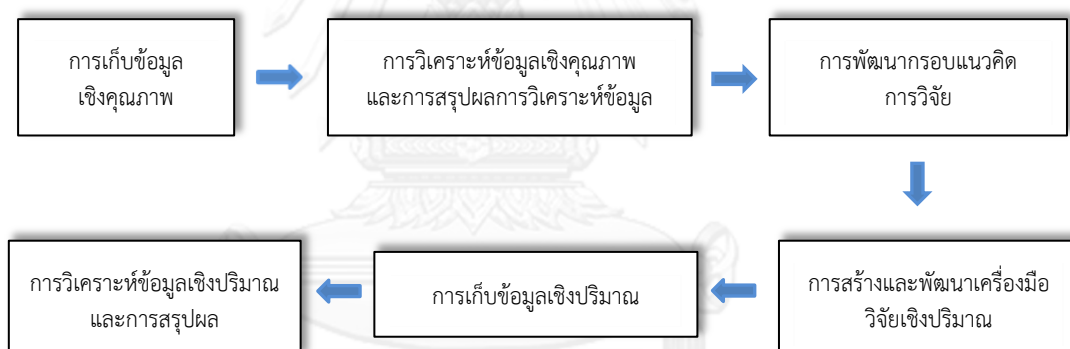 การเก็บข้อมูล
เชิงคุณภาพ
การวิเคราะห์ข้อมูลเชิงคุณภาพ
และการสรุปผลการวิเคราะห์ข้อมูล
การพัฒนากรอบแนวคิด
การวิจัย
การสร้างและพัฒนาเครื่องมือ
วิจัยเชิงปริมาณ
การเก็บข้อมูลเชิงปริมาณ
การวิเคราะห์ข้อมูลเชิงปริมาณ
และการสรุปผล